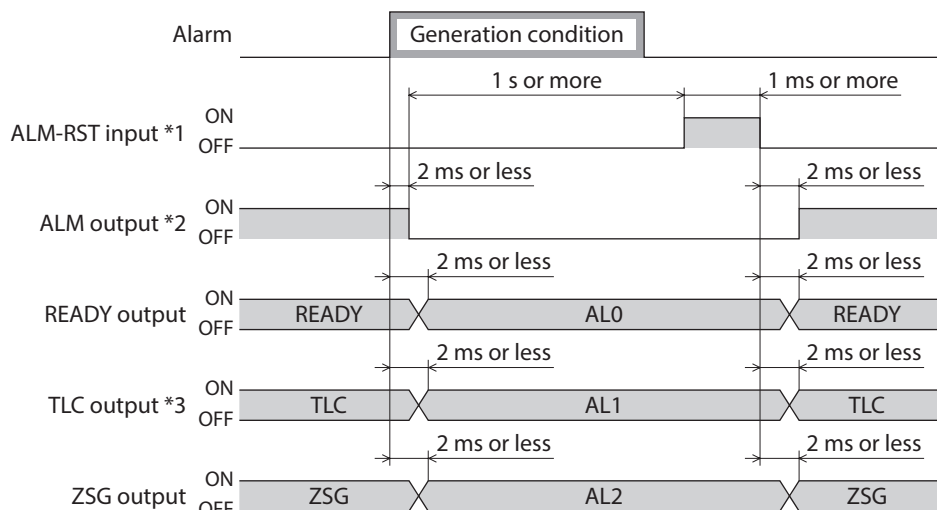 Alarm
Generation condition
1 s or more
1 ms or more
ALM-RST input *1
ON
OFF
2 ms or less
2 ms or less
ALM output *2
ON
OFF
2 ms or less
2 ms or less
READY output
ON
OFF
READY
AL0
READY
2 ms or less
2 ms or less
TLC output *3
ON
OFF
TLC
AL1
TLC
2 ms or less
2 ms or less
ZSG output
ON
OFF
ZSG
AL2
ZSG